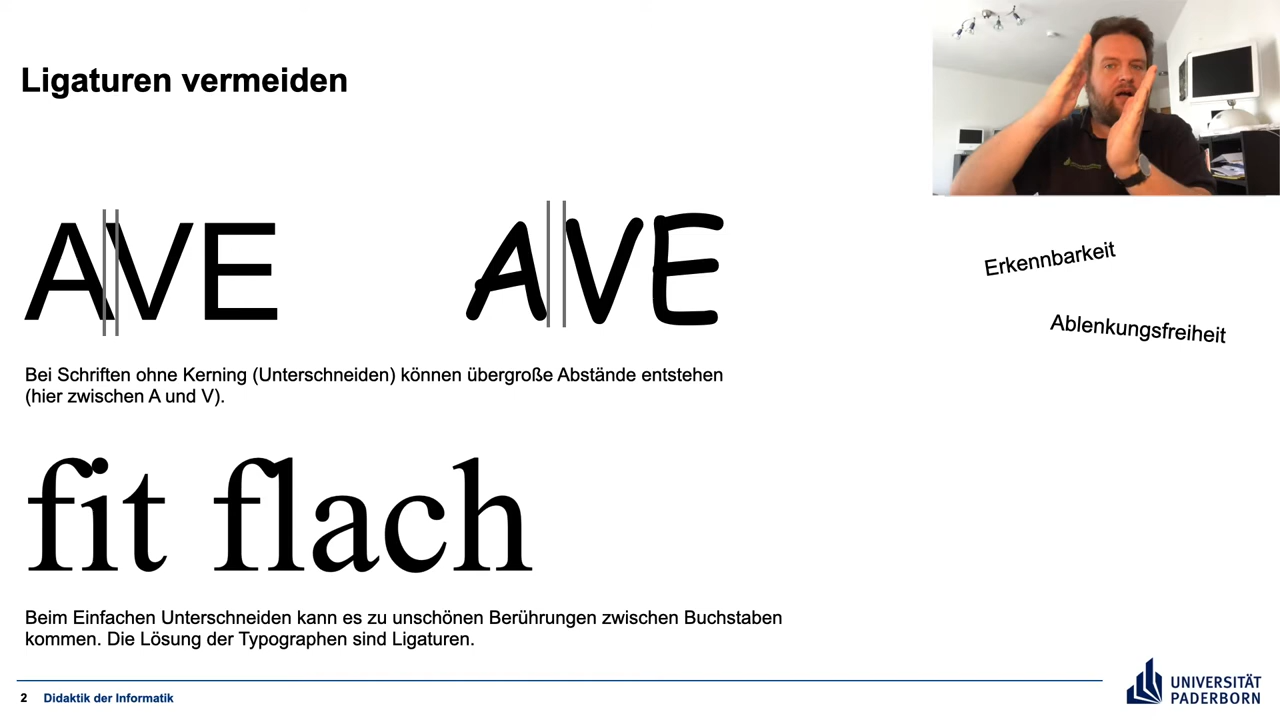 Ligaturen vermeiden
AVE
AVE
Erkennbarkeit
Ablenkungsfreiheit
Bei Schriften ohne Kerning (Unterschneiden) können übergroße Abstände entstehen
(hier zwischen A und V).
fit flach
Beim Einfachen Unterschneiden kann es zu unschönen Berührungen zwischen Buchstaben
kommen. Die Lösung der Typographen sind Ligaturen.
2 Didaktik der Informatik
UNIVERSITÄT
PADERBORN